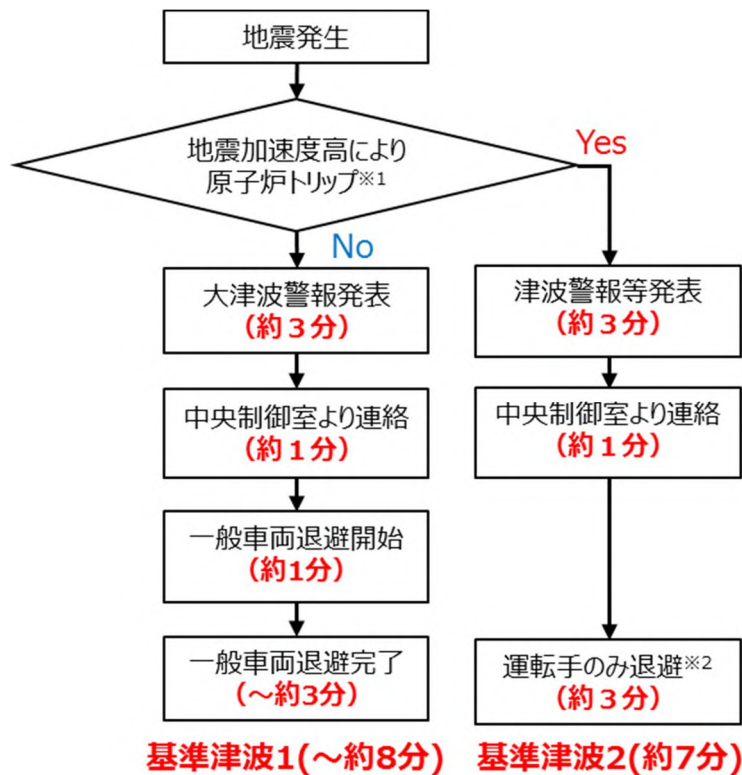 地震発生
地震加速度高により
原子炉トリップ※1
Yes
No
大津波警報発表
(約３分)
中央制御室より連絡
(約１分)
一般車両退避開始
(約1分)
一般車両退避完了
(～約3分)
基準津波1(～約8分)
津波警報等発表
(約３分)
中央制御室より連絡
(約１分)
運転手のみ退避※2
(約３分)
基準津波2(約7分)